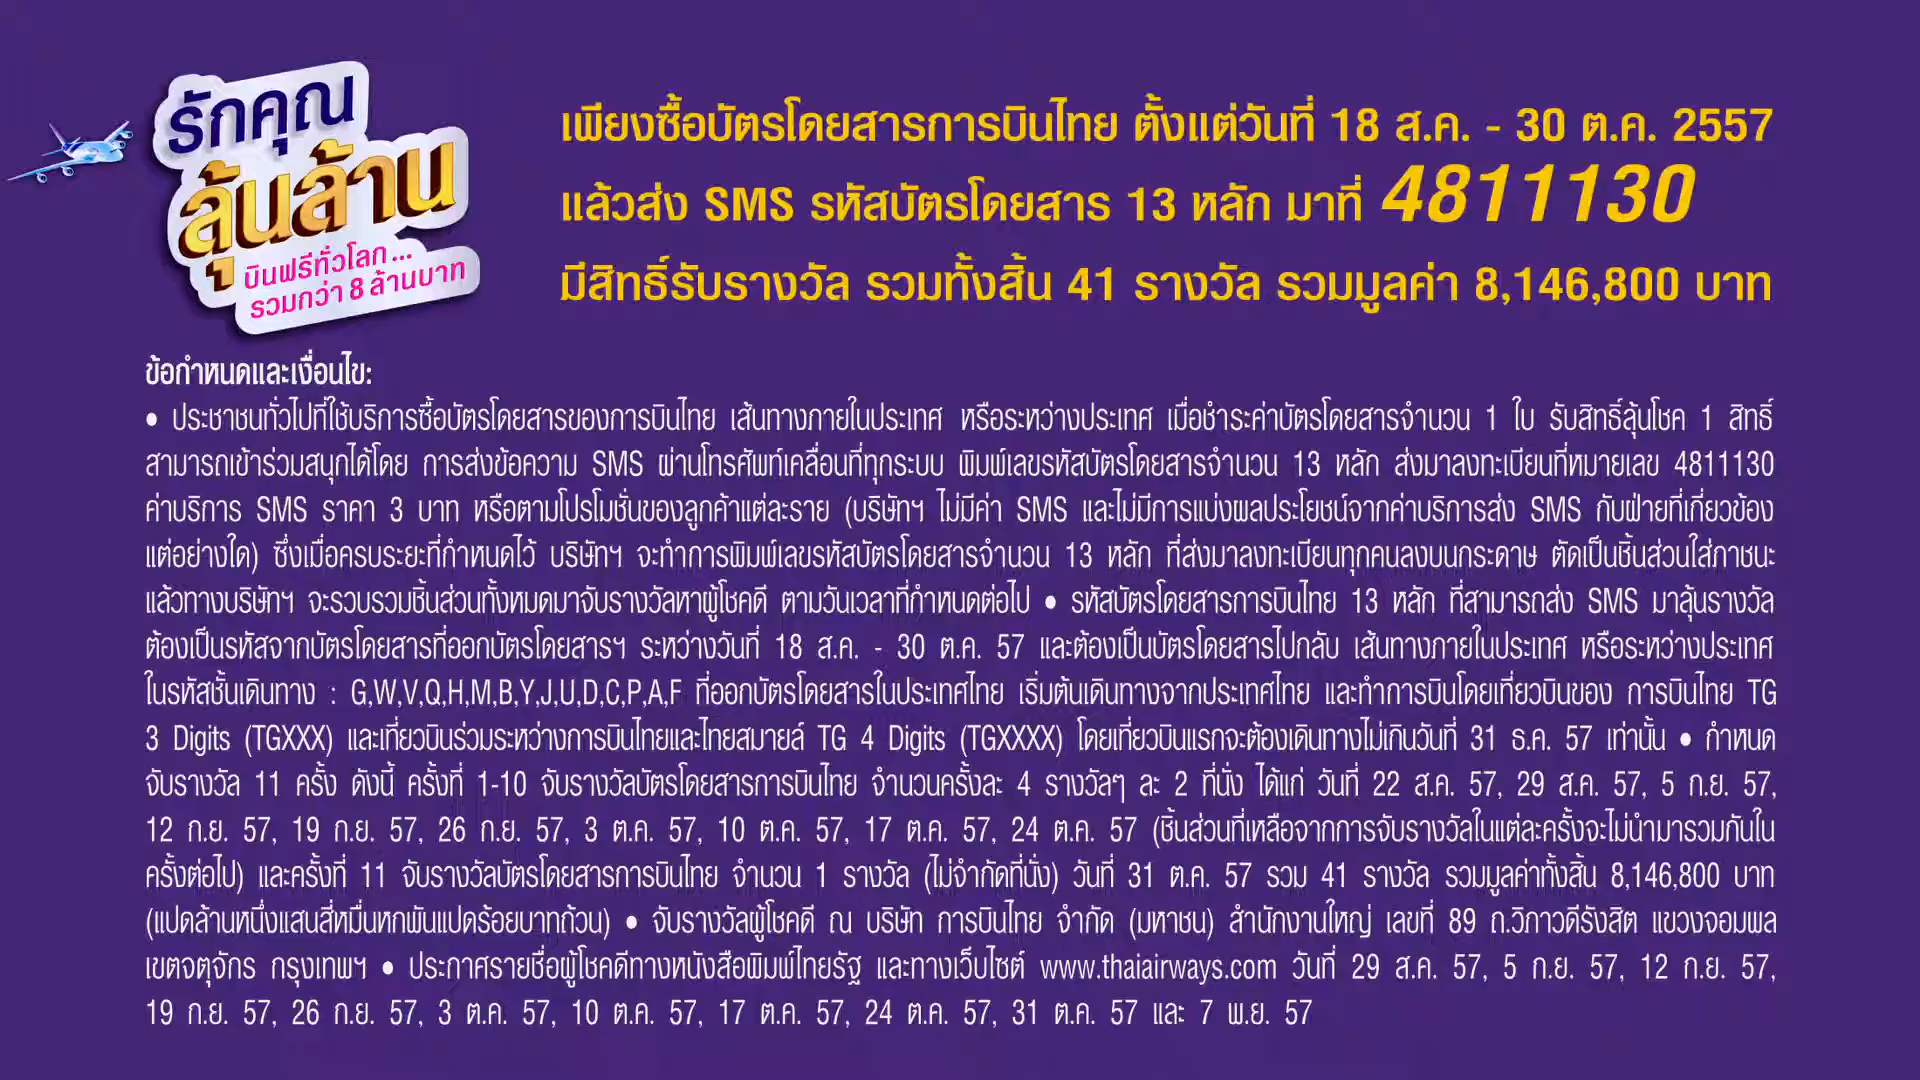 รักคุณ
ลุ้นล้าน
บินฟรีทั่วโลก...
รวมกว่า 8 ล้านบาท
เพียงซื้อบัตรโดยสารการบินไทย ตั้งแต่วันที่ 18 ส.ค. - 30 ต.ค. 2557
แล้วส่ง SMS รหัสบัตรโดยสาร 13 หลัก มาที่ 4811130
มีสิทธิ์รับรางวัล รวมทั้งสิ้น 41 รางวัล รวมมูลค่า 8,146,800 บาท
ข้อกำหนดและเงื่อนไข:
• ประชาชนทั่วไปที่ใช้บริการซื้อบัตรโดยสารของการบินไทย เส้นทางภายในประเทศ หรือระหว่างประเทศ เมื่อชำระค่าบัตรโดยสารจำนวน 1 ใบ รับสิทธิ์ลุ้นโชค 1 สิทธิ์
สามารถเข้าร่วมสนุกได้โดย การส่งข้อความ SMS ผ่านโทรศัพท์เคลื่อนที่ทุกระบบ พิมพ์เลขรหัสบัตรโดยสารจำนวน 13 หลัก ส่งมาลงทะเบียนที่หมายเลข 4811130
ค่าบริการ SMS ราคา 3 บาท หรือตามโปรโมชั่นของลูกค้าแต่ละราย (บริษัทฯ ไม่มีค่า SMS และไม่มีการแบ่งผลประโยชน์จากค่าบริการส่ง SMS กับฝ่ายที่เกี่ยวข้อง
แต่อย่างใด) ซึ่งเมื่อครบระยะที่กำหนดไว้ บริษัทฯ จะทำการพิมพ์เลขรหัสบัตรโดยสารจำนวน 13 หลัก ที่ส่งมาลงทะเบียนทุกคนลงบนกระดาษ ตัดเป็นชิ้นส่วนใส่ภาชนะ
แล้วทางบริษัทฯ จะรวบรวมชิ้นส่วนทั้งหมดมาจับรางวัลหาผู้โชคดี ตามวันเวลาที่กำหนดต่อไป • รหัสบัตรโดยสารการบินไทย 13 หลัก ที่สามารถส่ง SMS มาลุ้นรางวัล
ต้องเป็นรหัสจากบัตรโดยสารที่ออกบัตรโดยสารฯ ระหว่างวันที่ 18 ส.ค. - 30 ต.ค. 57 และต้องเป็นบัตรโดยสารไปกลับ เส้นทางภายในประเทศ หรือระหว่างประเทศ
ในรหัสชั้นเดินทาง : G,W,V,Q,H,M,B,Y,J,U,D,C,P,A,F ที่ออกบัตรโดยสารในประเทศไทย เริ่มต้นเดินทางจากประเทศไทย และทำการบินโดยเที่ยวบินของ การบินไทย TG
3 Digits (TGXXX) และเที่ยวบินร่วมระหว่างการบินไทยและไทยสมายล์ TG 4 Digits (TGXXXX) โดยเที่ยวบินแรกจะต้องเดินทางไม่เกินวันที่ 31 ธ.ค. 57 เท่านั้น • กำหนด
จับรางวัล 11 ครั้ง ดังนี้ ครั้งที่ 1-10 จับรางวัลบัตรโดยสารการบินไทย จำนวนครั้งละ 4 รางวัลๆ ละ 2 ที่นั่ง ได้แก่ วันที่ 22 ส.ค. 57, 29 ส.ค. 57, 5 ก.ย. 57,
12 ก.ย. 57, 19 ก.ย. 57, 26 ก.ย. 57, 3 ต.ค. 57, 10 ต.ค. 57, 17 ต.ค. 57, 24 ต.ค. 57 (ชิ้นส่วนที่เหลือจากการจับรางวัลในแต่ละครั้งจะไม่นำมารวมกันใน
ครั้งต่อไป) และครั้งที่ 11 จับรางวัลบัตรโดยสารการบินไทย จำนวน 1 รางวัล (ไม่จำกัดที่นั่ง) วันที่ 31 ต.ค. 57 รวม 41 รางวัล รวมมูลค่าทั้งสิ้น 8,146,800 บาท
(แปดล้านหนึ่งแสนสี่หมื่นหกพันแปดร้อยบาทถ้วน) • จับรางวัลผู้โชคดี ณ บริษัท การบินไทย จำกัด (มหาชน) สำนักงานใหญ่ เลขที่ 89 ถ.วิภาวดีรังสิต แขวงจอมพล
เขตจตุจักร กรุงเทพฯ • ประกาศรายชื่อผู้โชคดีทางหนังสือพิมพ์ไทยรัฐ และทางเว็บไซต์ www.thaiairways.com วันที่ 29 ส.ค. 57, 5 ก.ย. 57, 12 ก.ย. 57,
19 ก.ย. 57, 26 ก.ย. 57, 3 ต.ค. 57, 10 ต.ค. 57, 17 ต.ค. 57, 24 ต.ค. 57, 31 ต.ค. 57 และ 7 พ.ย. 57